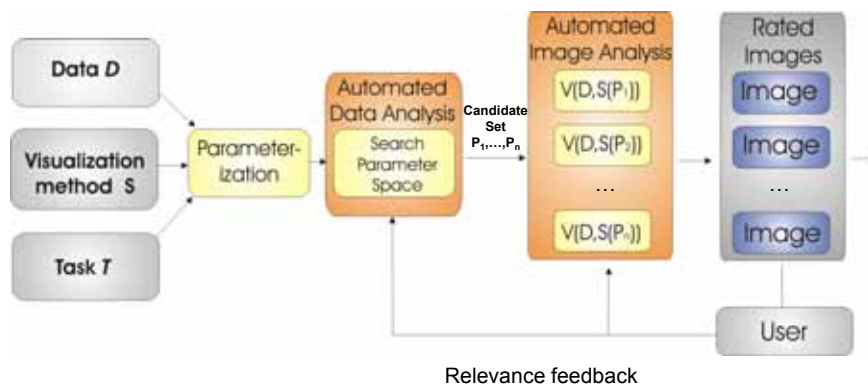 Data D
Visualization
method S
Task T
Parameter-
ization
Automated
Data Analysis
Search
Parameter
Space
Candidate
Set
P₁,...,Pₙ
Automated
Image Analysis
V(D,S(P₁))
V(D,S(P₂))
...
V(D,S(Pₙ))
Rated
Images
Image
Image
...
Image
User
Relevance feedback